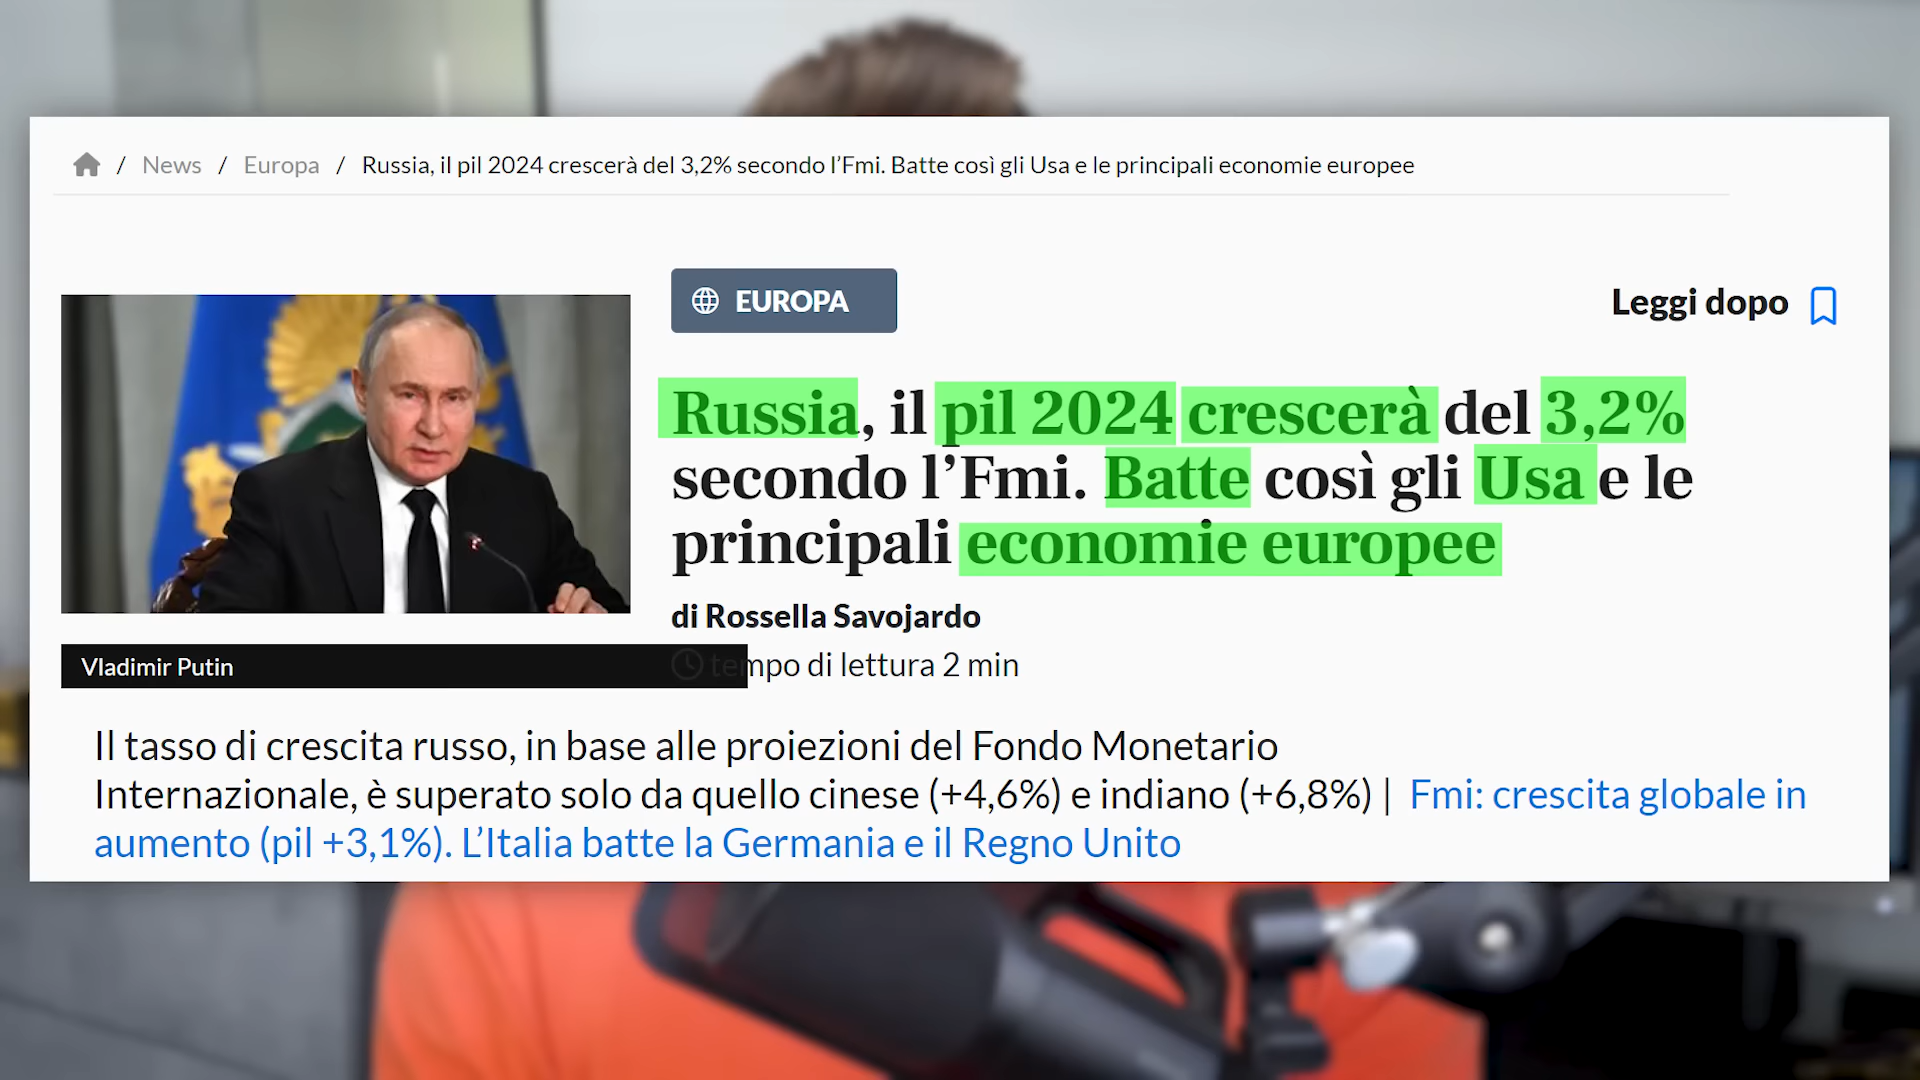 / News / Europa / Russia, il pil 2024 crescerà del 3,2% secondo l’Fmi. Batte così gli Usa e le principali economie europee
EUROPA
Leggi dopo
Russia, il pil 2024 crescerà del 3,2%
secondo l’Fmi. Batte così gli Usa e le
principali economie europee
di Rossella Savojardo
tempo di lettura 2 min
Vladimir Putin
Il tasso di crescita russo, in base alle proiezioni del Fondo Monetario
Internazionale, è superato solo da quello cinese (+4,6%) e indiano (+6,8%) | Fmi: crescita globale in
aumento (pil +3,1%). L’Italia batte la Germania e il Regno Unito